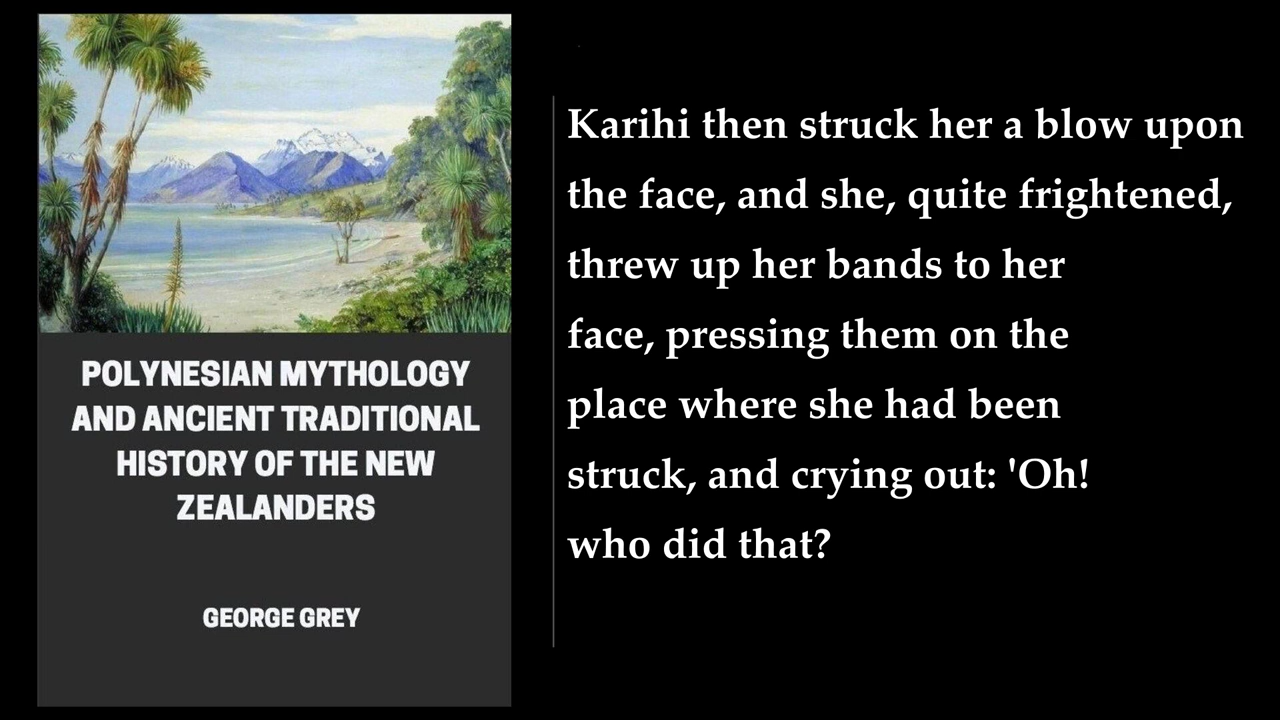 POLYNESIAN MYTHOLOGY
AND ANCIENT TRADITIONAL
HISTORY OF THE NEW
ZEALANDERS
GEORGE GREY
Karihi then struck her a blow upon
the face, and she, quite frightened,
threw up her bands to her
face, pressing them on the
place where she had been
struck, and crying out: 'Oh!
who did that?